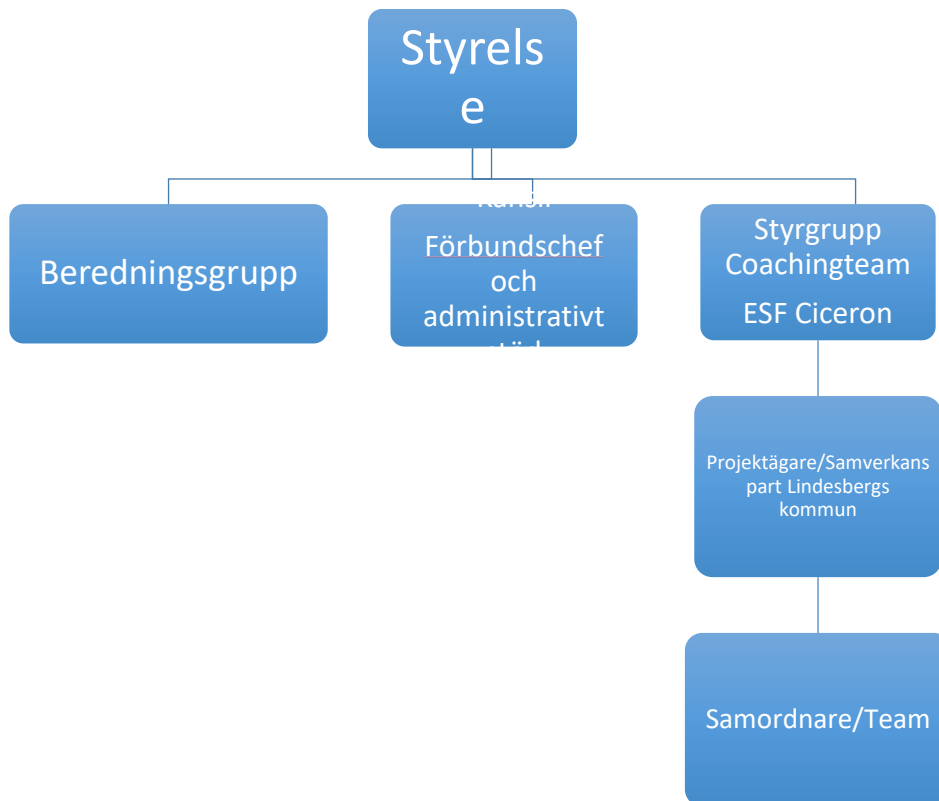 Styrels
e
Beredningsgrupp
Förbundschef
och
administrativt
Styrgrupp
Coachingteam
ESF Ciceron
Projektägare/Samverkans
part Lindesbergs
kommun
Samordnare/Team